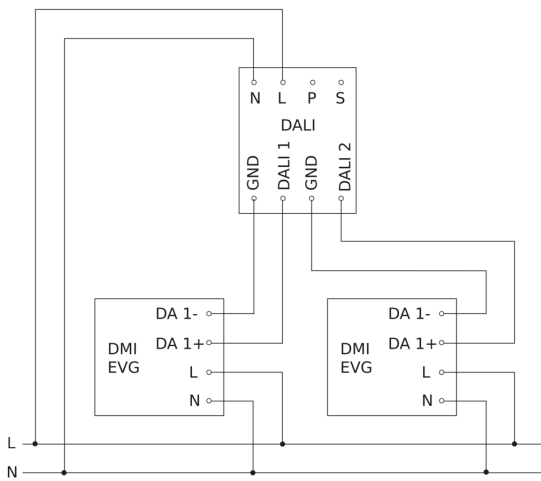 N L P S
DALI
GND DALI 1 GND DALI 2
DA 1-
DA 1+
DMI
EVG
L
N
DA 1-
DA 1+
DMI
EVG
L
N
L
N